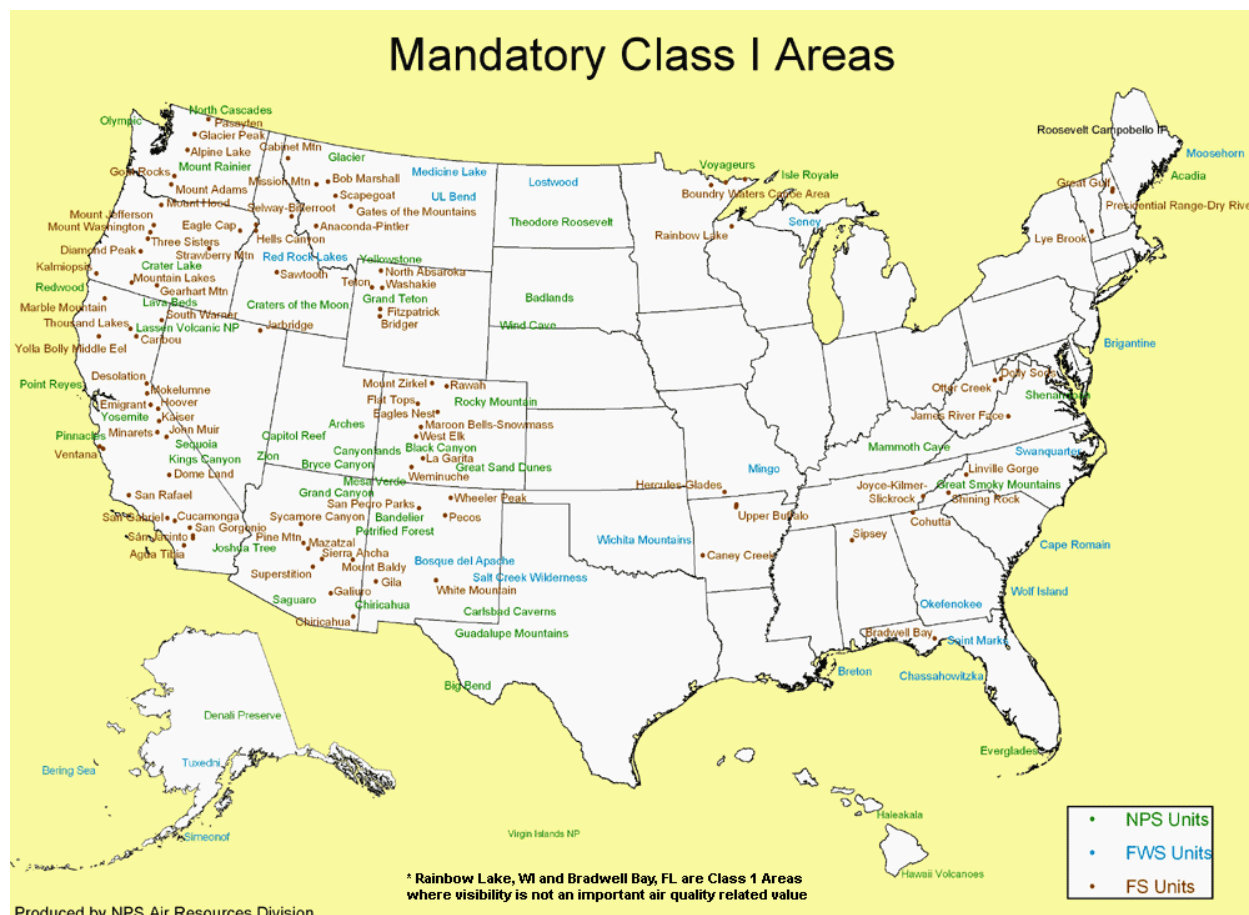 Mandatory Class I Areas
North Cascades
Olympic
Pasayten
Glacier Peak
Alpine Lake
Mount Rainier
Goat Rocks
Mount Adams
Mount Hood
Cabinet Mtn
Glacier
Mission Mtn
Bob Marshall
Scapegoat
Selway-Bitterroot
Gates of the Mountains
Anaconda-Pintler
Medicine Lake
UL Bend
Lostwood
Theodore Roosevelt
Voyageurs
Isle Royale
Boundry Waters Canoe Area
Rainbow Lake
Seney
Roosevelt Campobello IP
Moosehorn
Acadia
Great Gulf
Presidential Range-Dry Rive
Lye Brook
Mount Jefferson
Mount Washington
Eagle Cap
Three Sisters
Hells Canyon
Diamond Peak
Strawberry Mtn
Red Rock Lakes
Yellowstone
Kalmiopsis
Crater Lake
Mountain Lakes
Sawtooth
North Absaroka
Teton
Washakie
Redwood
Gearhart Mtn
Lava Beds
Craters of the Moon
Grand Teton
Fitzpatrick
Bridger
Badlands
Wind Cave
Marble Mountain
South Warner
Thousand Lakes
Lassen Volcanic NP
Jarbridge
Caribou
Yolla Bolly Middle Eel
Brigantine
Desolation
Point Reyes
Mokelumne
Emigrant
Hoover
Yosemite
Kaiser
Minarets
John Muir
Pinnacles
Ventana
Sequoia
Kings Canyon
Dome Land
San Rafael
San Gabriel
Cucamonga
San Gorgonio
San Jacinto
Agua Tibia
Joshua Tree
Mount Zirkel
Rawah
Flat Tops
Rocky Mountain
Eagles Nest
Maroon Bells-Snowmass
Arches
West Elk
Capitol Reef
Canyonlands
Black Canyon
Zion
La Garita
Bryce Canyon
Great Sand Dunes
Weminuche
Mesa Verde
Grand Canyon
Wheeler Peak
San Pedro Parks
Sycamore Canyon
Bandelier
Pecos
Petrified Forest
Pine Mtn
Mazatzal
Sierra Ancha
Mount Baldy
Superstition
Bosque del Apache
Salt Creek Wilderness
Gila
White Mountain
Galiuro
Saguaro
Chiricahua
Chiricahua
Carlsbad Caverns
Guadalupe Mountains
Big Bend
Wichita Mountains
Hercules-Glades
Mingo
Upper Buffalo
Caney Creek
Dolly Sods
Otter Creek
Shenandoah
James River Face
Mammoth Cave
Swanquarter
Linville Gorge
Joyce-Kilmer-
Slickrock
Great Smoky Mountains
Shining Rock
Cohutta
Sipsey
Cape Romain
Wolf Island
Okefenokee
Bradwell Bay
Saint Marks
Breton
Chassahowitzka
Everglades
Denali Preserve
Bering Sea
Tuxedni
Simeonof
Virgin Islands NP
Haleakala
Hawaii Volcanoes
NPS Units
FWS Units
FS Units
* Rainbow Lake, WI and Bradwell Bay, FL are Class 1 Areas
where visibility is not an important air quality related value
Produced by NPS Air Resources Division